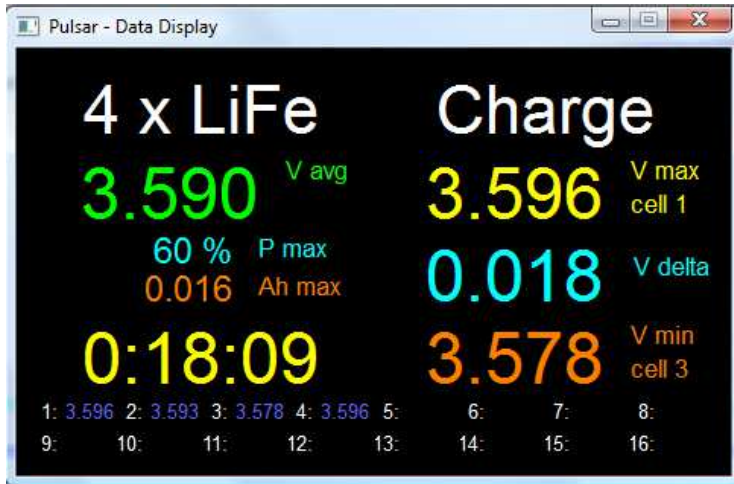 Pulsar - Data Display
4 x LiFe Charge
3.590 V avg 3.596 V max cell 1
60 % P max
0.016 Ah max
0.018 V delta
0:18:09 3.578 V min cell 3
1: 3.596 2: 3.593 3: 3.578 4: 3.596 5: 6: 7: 8:
9: 10: 11: 12: 13: 14: 15: 16: